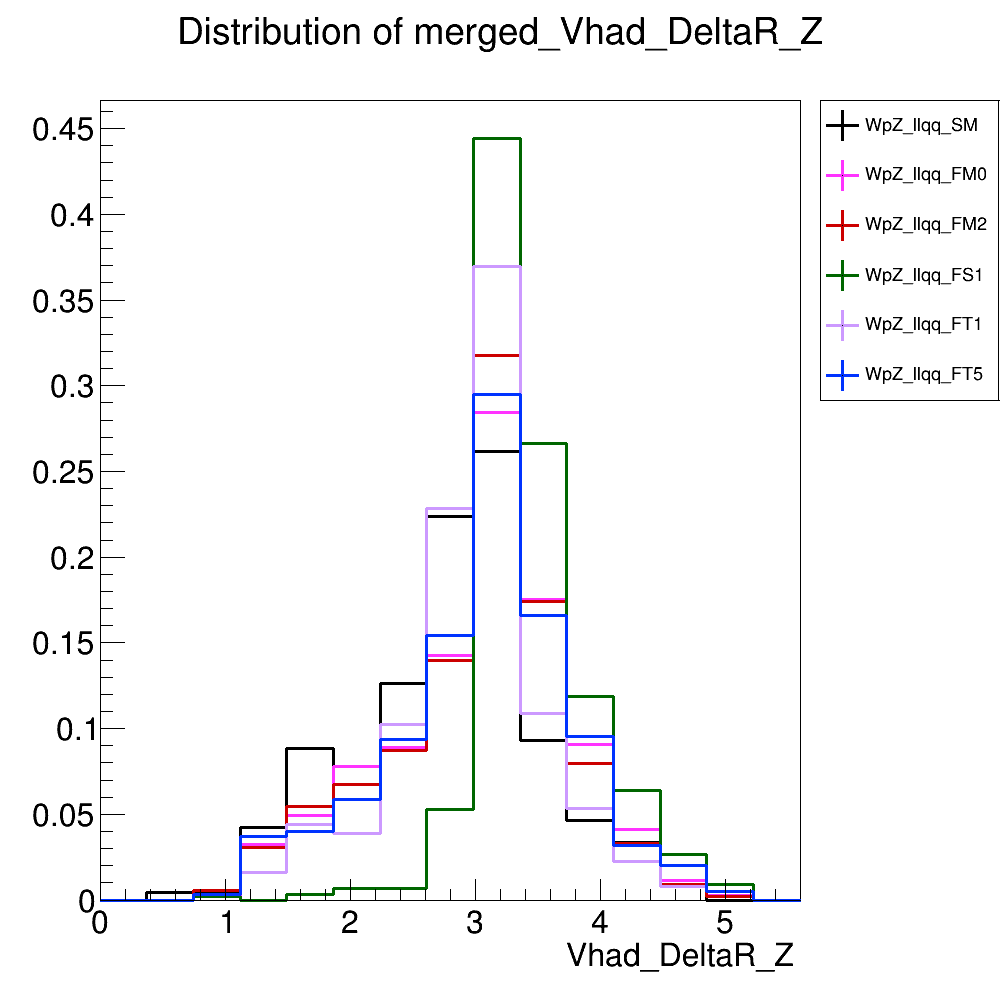 Distribution of merged_Vhad_DeltaR_Z
WpZ_llqq_SM
WpZ_llqq_FM0
WpZ_llqq_FM2
WpZ_llqq_FS1
WpZ_llqq_FT1
WpZ_llqq_FT5
0.45
0.4
0.35
0.3
0.25
0.2
0.15
0.1
0.05
0
0 1 2 3 4 5
Vhad_DeltaR_Z